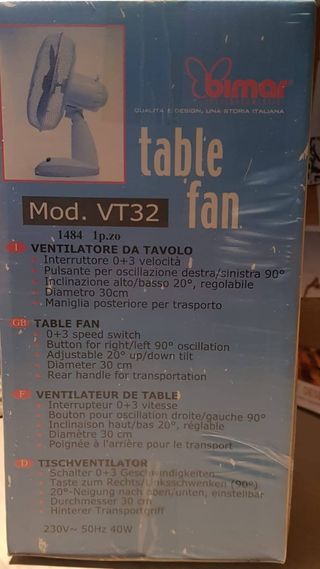 bimar
QUALITÀ E DESIGN, UNA STORIA ITALIANA
table
fan
Mod. VT32
1484 1p.zo
I VENTILATORE DA TAVOLO
Interruttore 0+3 velocità
Pulsante per oscillazione destra/sinistra 90°
Inclinazione alto/basso 20°, regolabile
Diametro 30cm
Maniglia posteriore per trasporto
GB TABLE FAN
0+3 speed switch
Button for right/left 90° oscillation
Adjustable 20° up/down tilt
Diameter 30 cm
Rear handle for transportation
F VENTILATEUR DE TABLE
Interrupteur 0+3 vitesse
Bouton pour oscillation droite/gauche 90°
Inclinaison haut/bas 20°, réglable
Diamètre 30 cm
Poignée à l'arrière pour le transport
D TISCHVENTILATOR
Schalter 0+3 Geschwindigkeiten
Taste zum Rechts/Linksschwenken (90°)
20°-Neigung nach oben/unten, einstellbar
Durchmesser 30 cm
Hinterer Transportgriff
230V~ 50Hz 40W